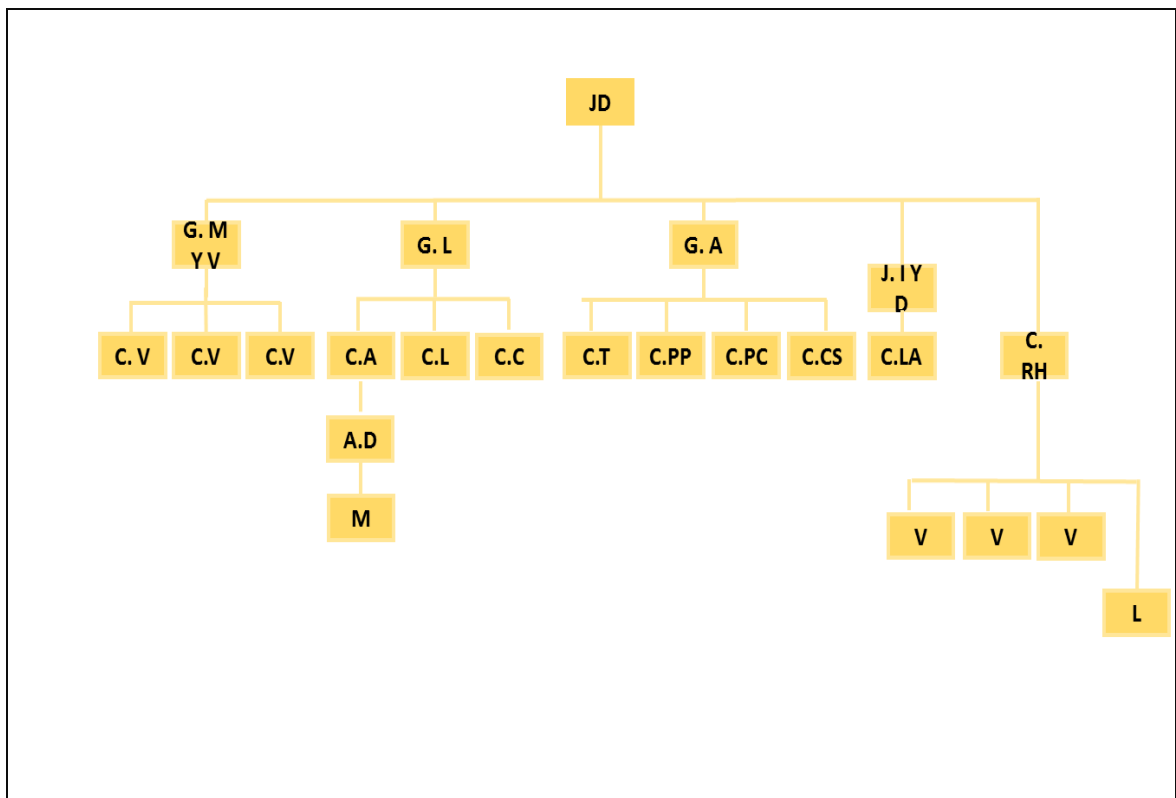 JD
G. M
Y V
G. L
G. A
J. I Y
D
C. V
C.V
C.V
C.A
C.L
C.C
C.T
C.PP
C.PC
C.CS
C.LA
C.
RH
A.D
M
V
V
V
L